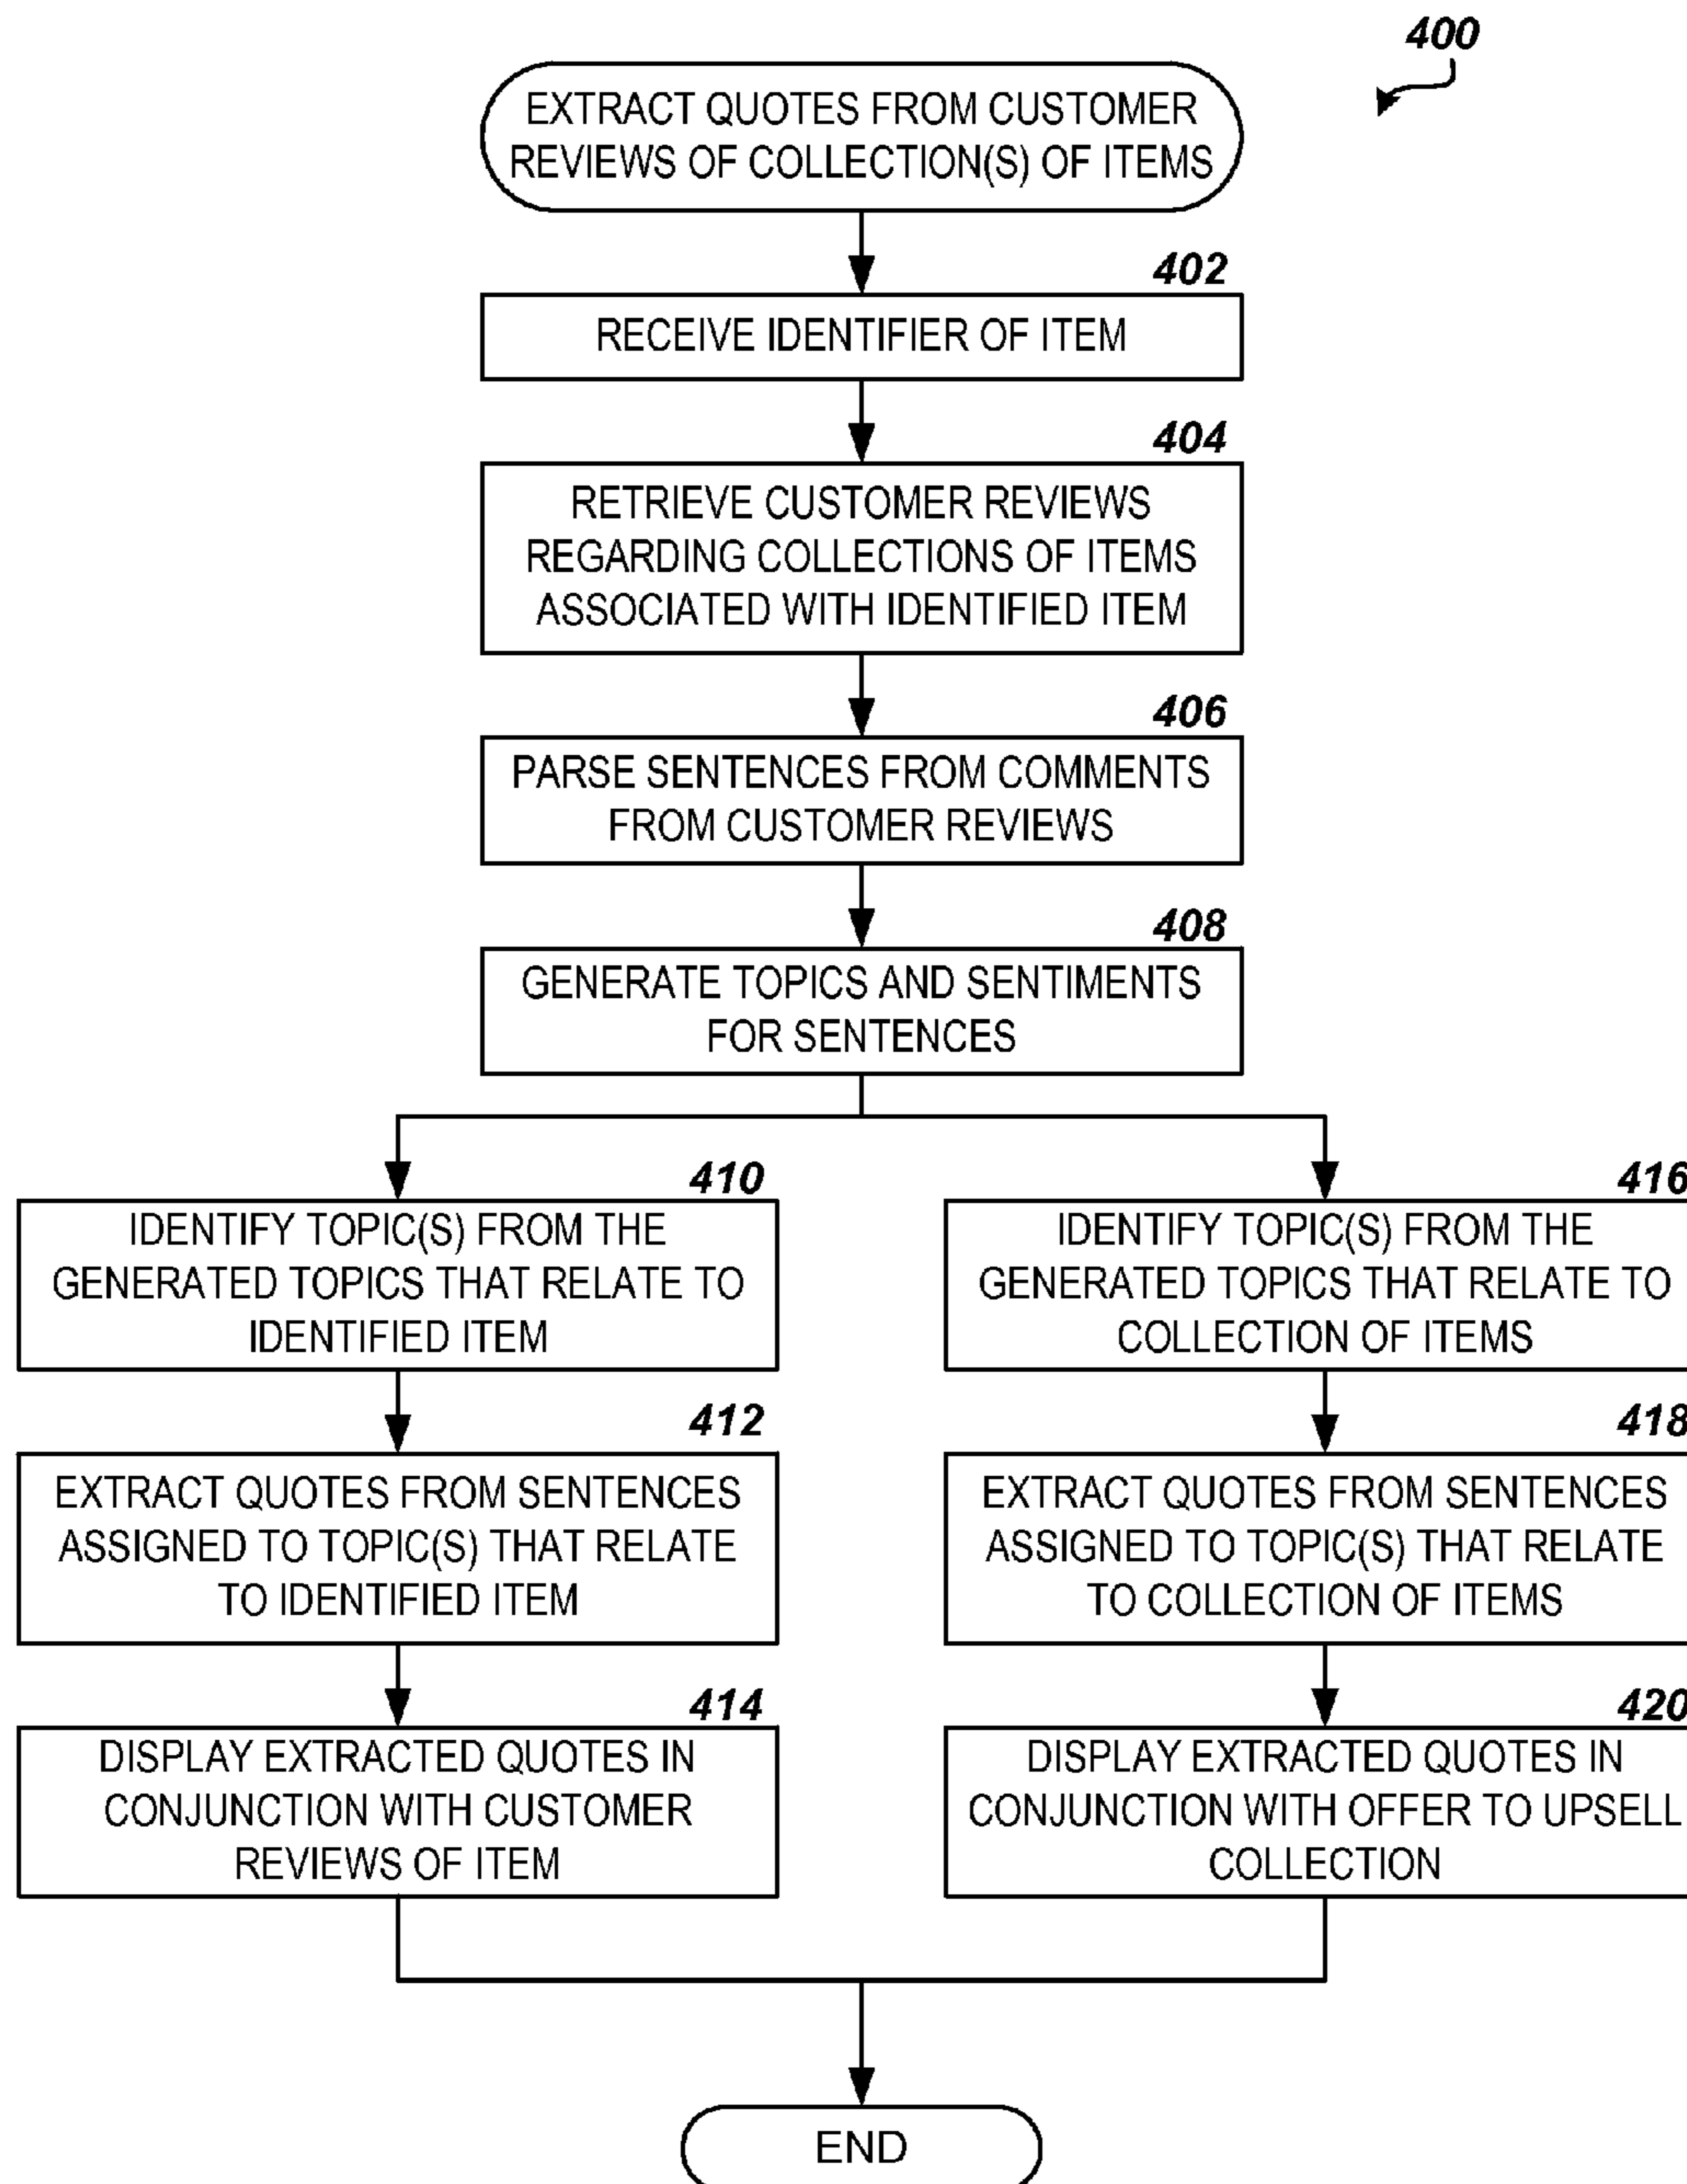 400
EXTRACT QUOTES FROM CUSTOMER
REVIEWS OF COLLECTION(S) OF ITEMS
402
RECEIVE IDENTIFIER OF ITEM
404
RETRIEVE CUSTOMER REVIEWS
REGARDING COLLECTIONS OF ITEMS
ASSOCIATED WITH IDENTIFIED ITEM
406
PARSE SENTENCES FROM COMMENTS
FROM CUSTOMER REVIEWS
408
GENERATE TOPICS AND SENTIMENTS
FOR SENTENCES
410
IDENTIFY TOPIC(S) FROM THE
GENERATED TOPICS THAT RELATE TO
IDENTIFIED ITEM
412
EXTRACT QUOTES FROM SENTENCES
ASSIGNED TO TOPIC(S) THAT RELATE
TO IDENTIFIED ITEM
414
DISPLAY EXTRACTED QUOTES IN
CONJUNCTION WITH CUSTOMER
REVIEWS OF ITEM
416
IDENTIFY TOPIC(S) FROM THE
GENERATED TOPICS THAT RELATE TO
COLLECTION OF ITEMS
418
EXTRACT QUOTES FROM SENTENCES
ASSIGNED TO TOPIC(S) THAT RELATE
TO COLLECTION OF ITEMS
420
DISPLAY EXTRACTED QUOTES IN
CONJUNCTION WITH OFFER TO UPSELL
COLLECTION
END